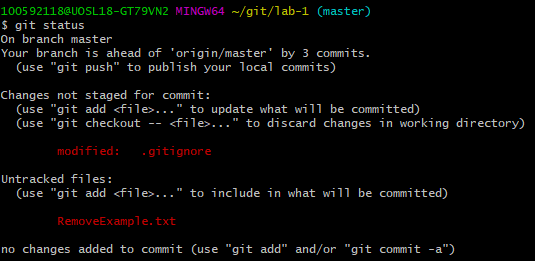 100592118@UOSL18-GT79VN2 MINGW64 ~/git/lab-1 (master)
$ git status
On branch master
Your branch is ahead of 'origin/master' by 3 commits.
  (use "git push" to publish your local commits)

Changes not staged for commit:
  (use "git add <file>..." to update what will be committed)
  (use "git checkout -- <file>..." to discard changes in working directory)

        modified:   .gitignore

Untracked files:
  (use "git add <file>..." to include in what will be committed)

        RemoveExample.txt

no changes added to commit (use "git add" and/or "git commit -a")